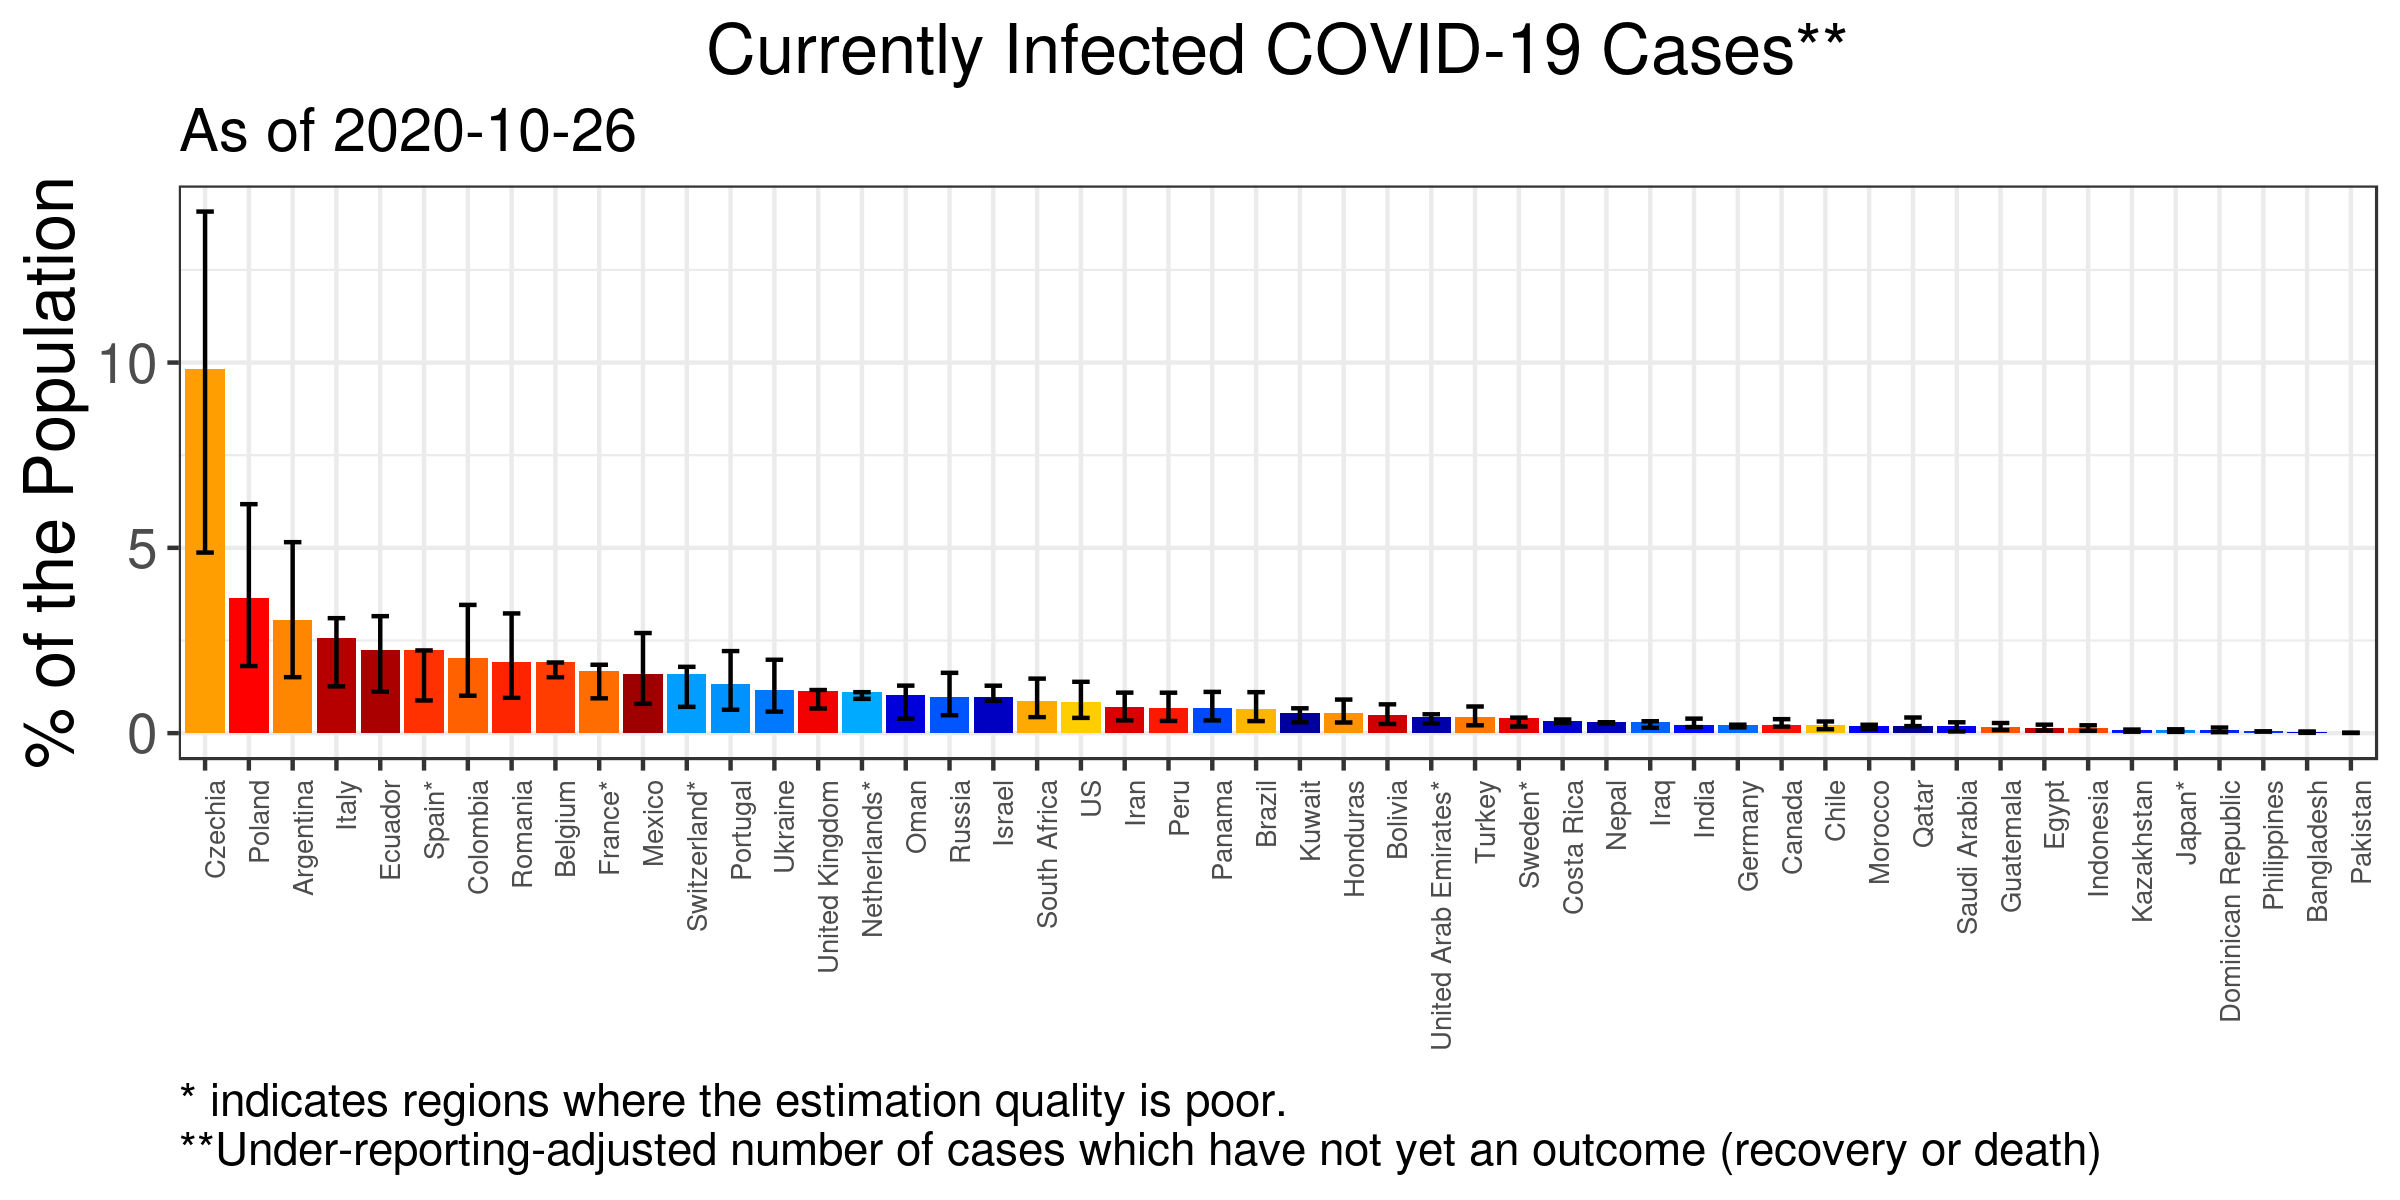 Currently Infected COVID-19 Cases**
As of 2020-10-26
% of the Population
10
5
0
Czechia
Poland
Argentina
Italy
Ecuador
Spain*
Colombia
Romania
Belgium
France*
Mexico
Switzerland*
Portugal
Ukraine
United Kingdom
Netherlands*
Oman
Russia
Israel
South Africa
US
Iran
Peru
Panama
Brazil
Kuwait
Honduras
Bolivia
United Arab Emirates*
Turkey
Sweden*
Costa Rica
Nepal
Iraq
India
Germany
Canada
Chile
Morocco
Qatar
Saudi Arabia
Guatemala
Egypt
Indonesia
Kazakhstan
Japan*
Dominican Republic
Philippines
Bangladesh
Pakistan
* indicates regions where the estimation quality is poor.
**Under-reporting-adjusted number of cases which have not yet an outcome (recovery or death)